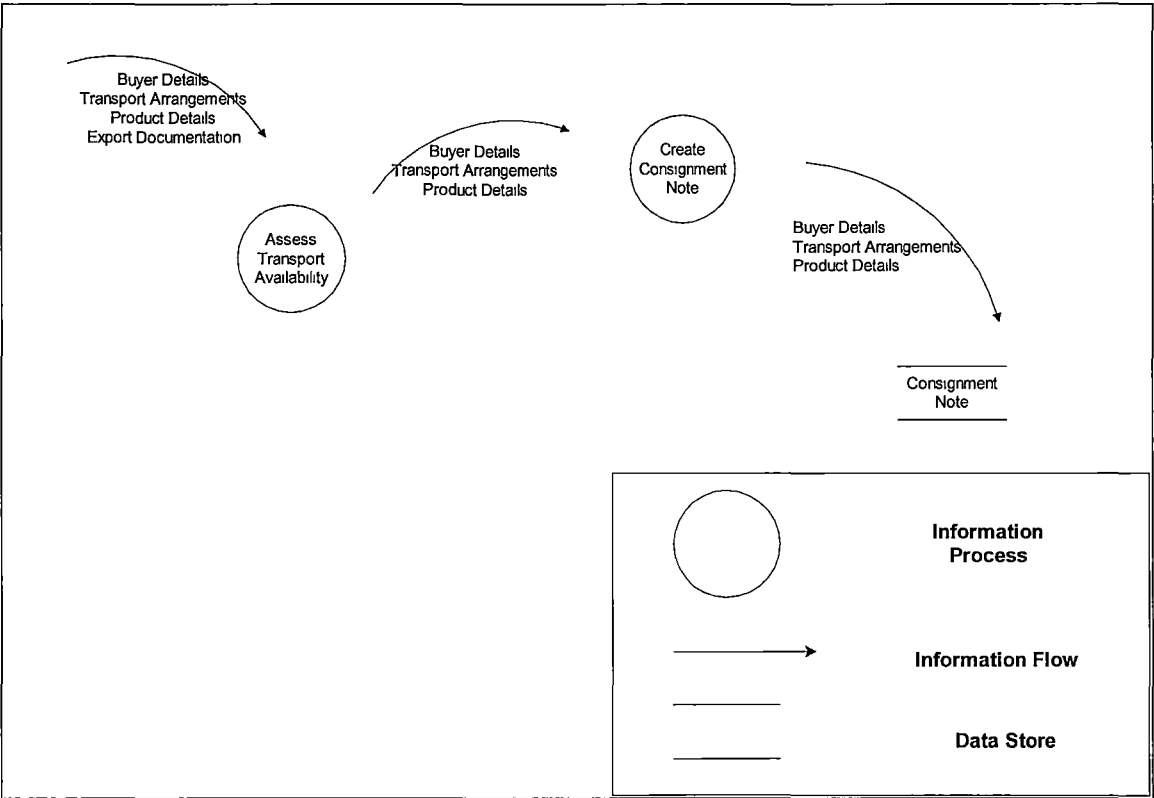 Buyer Details
Transport Arrangements
Product Details
Export Documentation
Assess
Transport
Availability
Buyer Details
Transport Arrangements
Product Details
Create
Consignment
Note
Buyer Details
Transport Arrangements
Product Details
Consignment
Note
Information
Process
Information Flow
Data Store